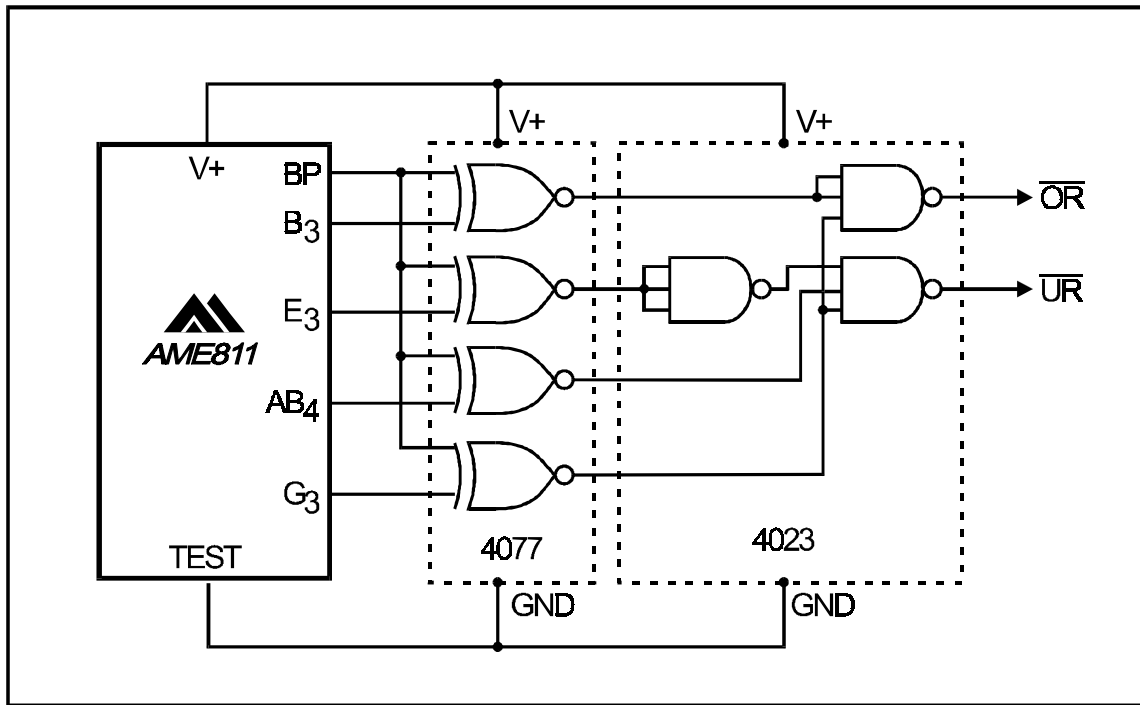 V+
V+
V+
BP
B3
E3
AME811
AB4
G3
TEST
4077
4023
GND
GND
OR
UR